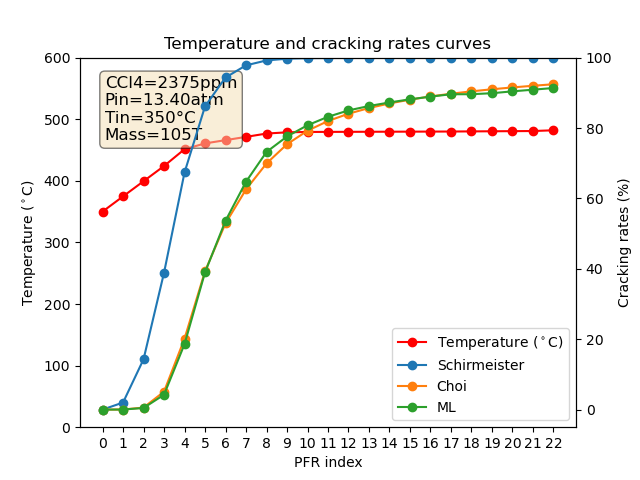 Temperature and cracking rates curves
600
500
400
300
200
100
0
Temperature (°C)
CCl4=2375ppm
Pin=13.40atm
Tin=350°C
Mass=105T
100
80
60
40
20
0
Cracking rates (%)
Temperature (°C)
Schirmeister
Choi
ML
0 1 2 3 4 5 6 7 8 9 10 11 12 13 14 15 16 17 18 19 20 21 22
PFR index